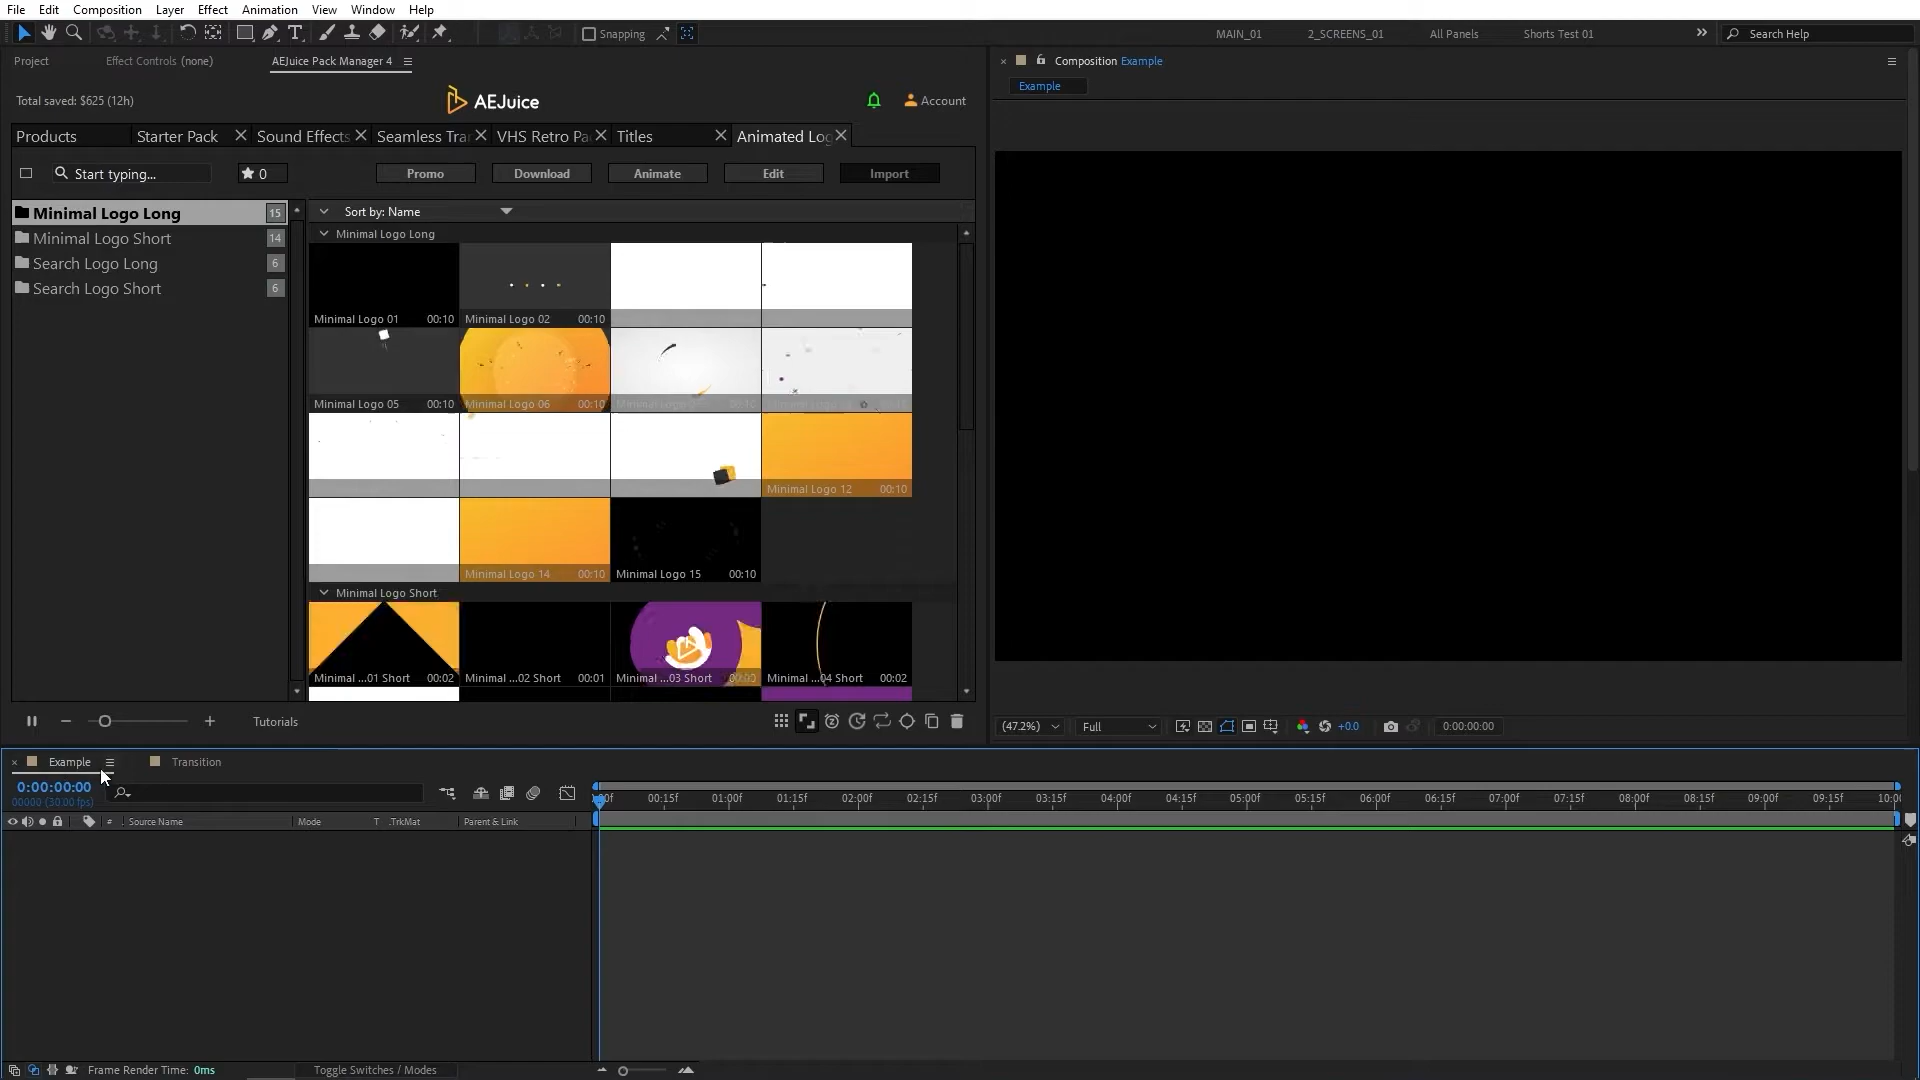 File Edit Composition Layer Effect Animation View Window Help
Snapping MAIN_01 2_SCREENS_01 All Panels Shorts Test 01 Search Help
Project Effect Controls (none) AEJuice Pack Manager 4
Composition Example
Example
Total saved: $625 (12h) AEJuice Account
Products Starter Pack Sound Effects Seamless Tra VHS Retro Pa Titles Animated Lo
Start typing... 0 Promo Download Animate Edit Import
Minimal Logo Long 15
Minimal Logo Short 14
Search Logo Long 6
Search Logo Short 6
Sort by: Name
Minimal Logo Long
Minimal Logo 01 00:10 Minimal Logo 02 00:10
Minimal Logo 05 00:10 Minimal Logo 06 00:10
Minimal Logo 12 00:10
Minimal Logo 14 00:10 Minimal Logo 15 00:10
Minimal Logo Short
Minimal ...01 Short 00:02 Minimal ...02 Short 00:01 Minimal ...03 Short Minimal ...04 Short 00:02
Tutorials
(47.2%) Full +0.0 0:00:00:00
Example Transition
0:00:00:00
00000 (30.00 fps)
00:15f 01:00f 01:15f 02:00f 02:15f 03:00f 03:15f 04:00f 04:15f 05:00f 05:15f 06:00f 06:15f 07:00f 07:15f 08:00f 08:15f 09:00f 09:15f
# Source Name Mode T .TrkMat Parent & Link
Frame Render Time: 0ms Toggle Switches / Modes